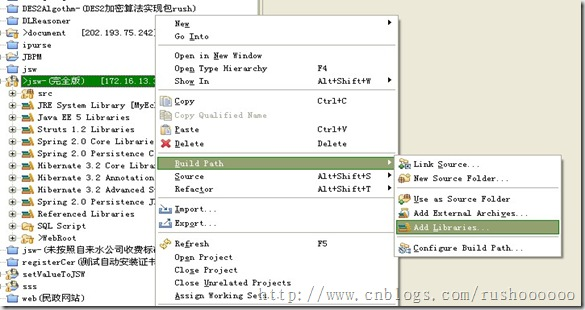 DES2Algothm-(DES2加密算法实现包rush)
DLReasoner
>document [202.193.75.242]
ipurse
JBPM
jsw
>jsw-(完全版) [172.16.13.
src
JRE System Library [MyEc
Java EE 5 Libraries
Struts 1.2 Libraries
Spring 2.0 Core Librarie
Spring 2.0 Persistence C
Hibernate 3.2 Core Libra
Hibernate 3.2 Annotation
Hibernate 3.2 Advanced S
Spring 2.0 Persistence J
Referenced Libraries
SQL Script
>WebRoot
jsw-(未按照自来水公司收费标
registerCer(测试自动安装证书
setValueToJSW
sss
web(民政网站)
New
Go Into
Open in New Window
Open Type Hierarchy F4
Show In Alt+Shift+W
Copy Ctrl+C
Copy Qualified Name
Paste Ctrl+V
Delete Delete
Build Path
Source Alt+Shift+S
Refactor Alt+Shift+T
Import...
Export...
Refresh F5
Open Project
Close Project
Close Unrelated Projects
Assign Working Sets...
Link Source...
New Source Folder...
Use as Source Folder
Add External Archives...
Add Libraries...
Configure Build Path...
http://www.cnblogs.com/rushoooooo